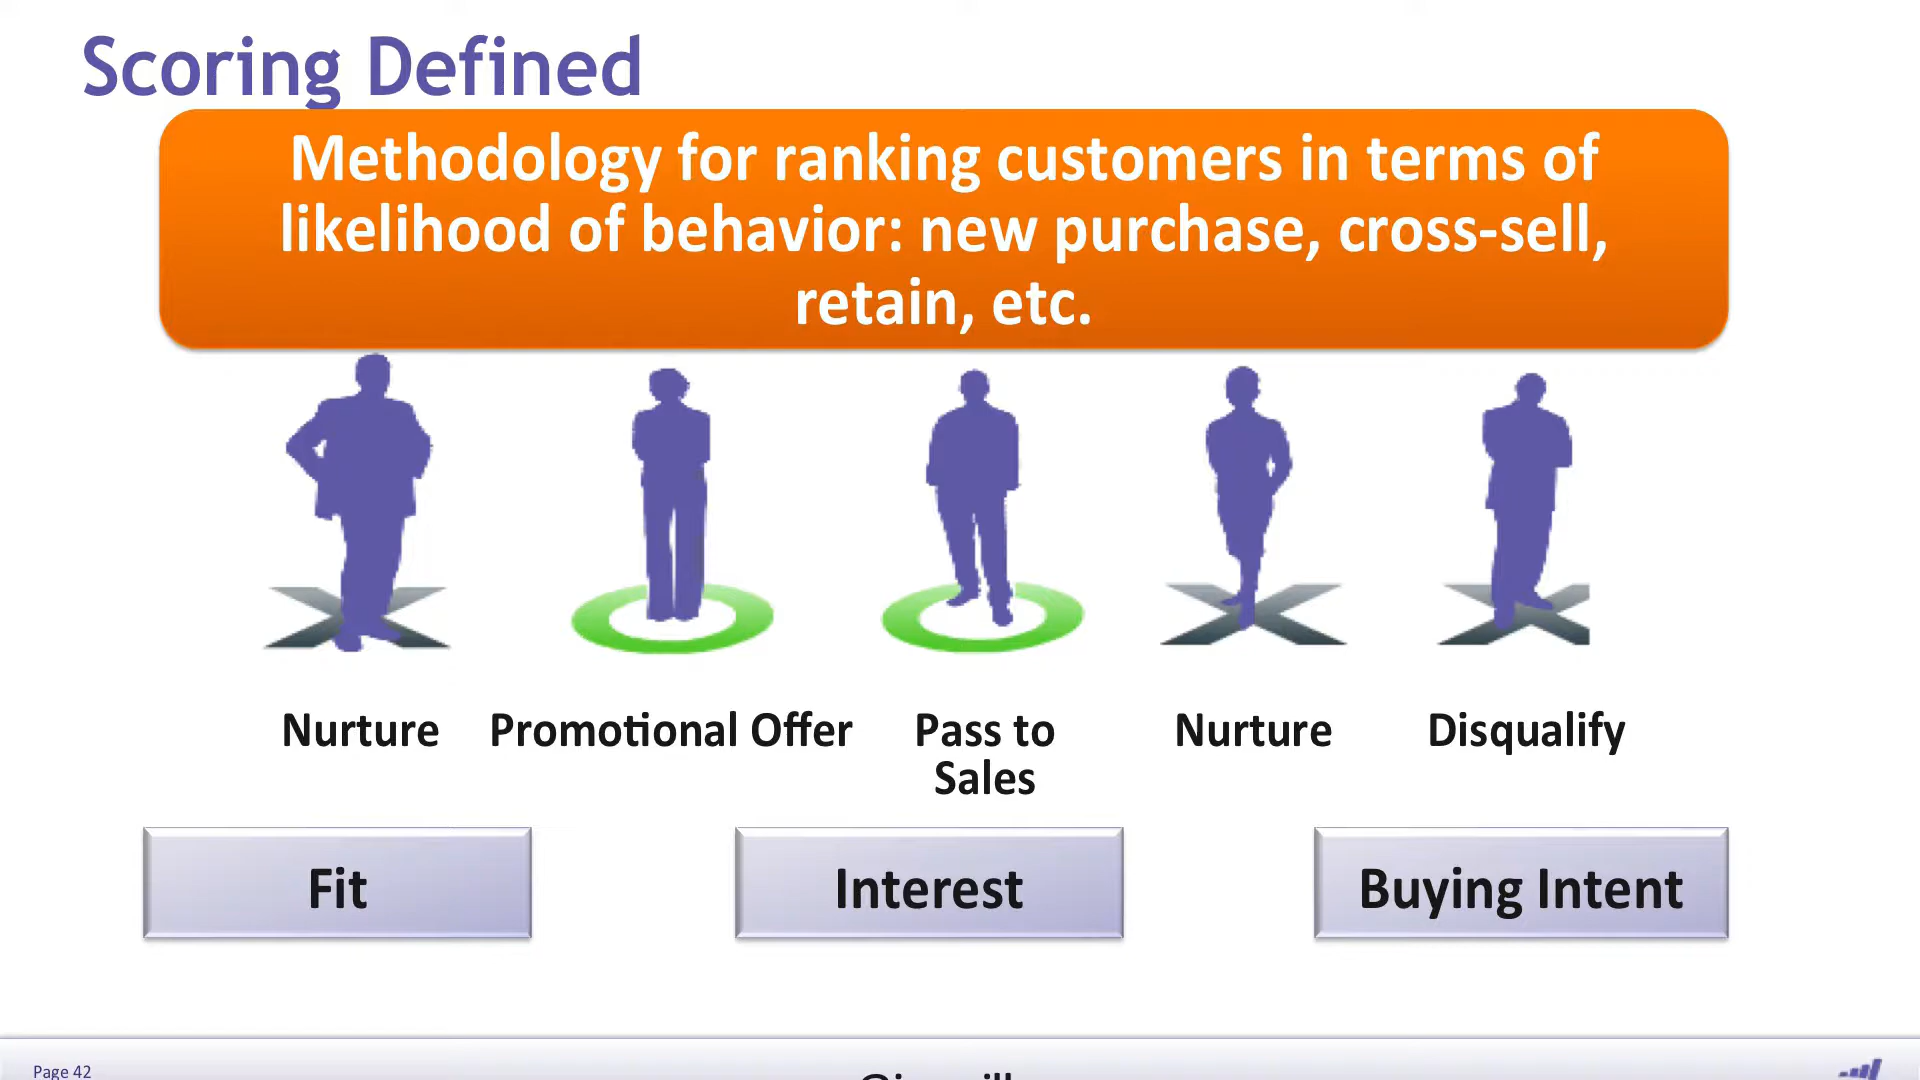 Scoring Defined
Methodology for ranking customers in terms of
likelihood of behavior: new purchase, cross-sell,
retain, etc.
Nurture
Promotional Offer
Pass to
Sales
Nurture
Disqualify
Fit
Interest
Buying Intent
Page 42